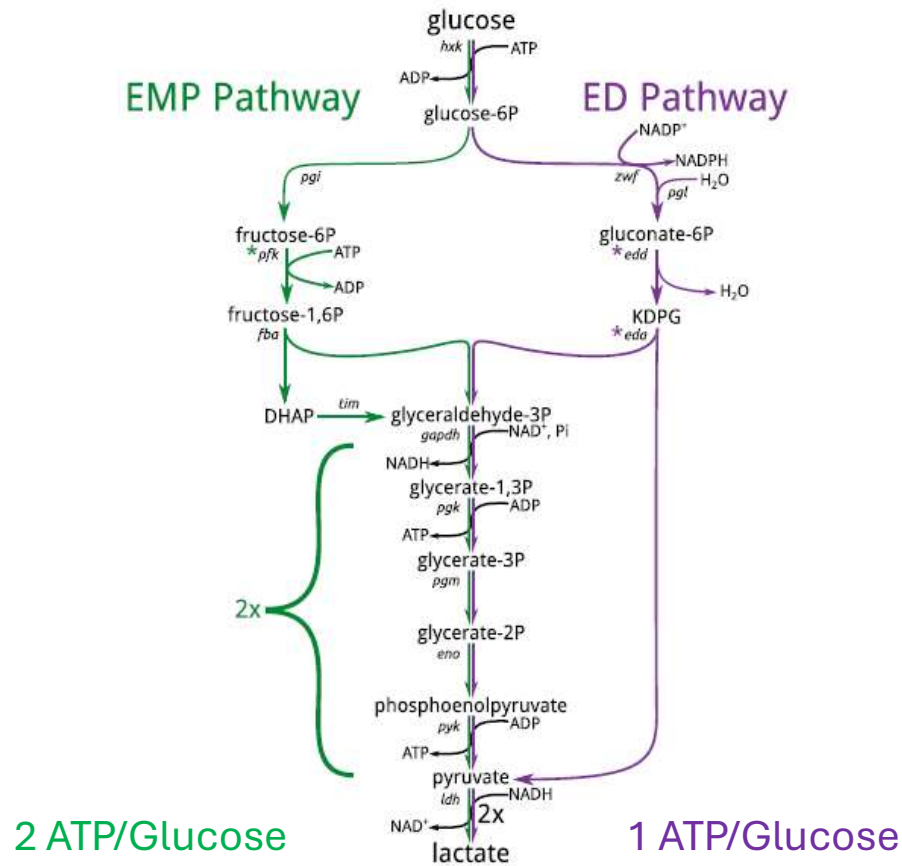 glucose
hxk
ATP
ADP
EMP Pathway
ED Pathway
glucose-6P
NADP⁺
NADPH
zwf
H₂O
pgi
pgl
fructose-6P
*pfk
ATP
ADP
gluconate-6P
*edd
H₂O
fructose-1,6P
fba
KDPG
*eda
DHAP
tim
glyceraldehyde-3P
gapdh
NAD⁺, Pi
NADH
glycerate-1,3P
pgk
ADP
ATP
glycerate-3P
pgm
2x
glycerate-2P
eno
phosphoenolpyruvate
pyk
ADP
ATP
pyruvate
ldh
NADH
2x
NAD⁺
lactate
2 ATP/Glucose
1 ATP/Glucose